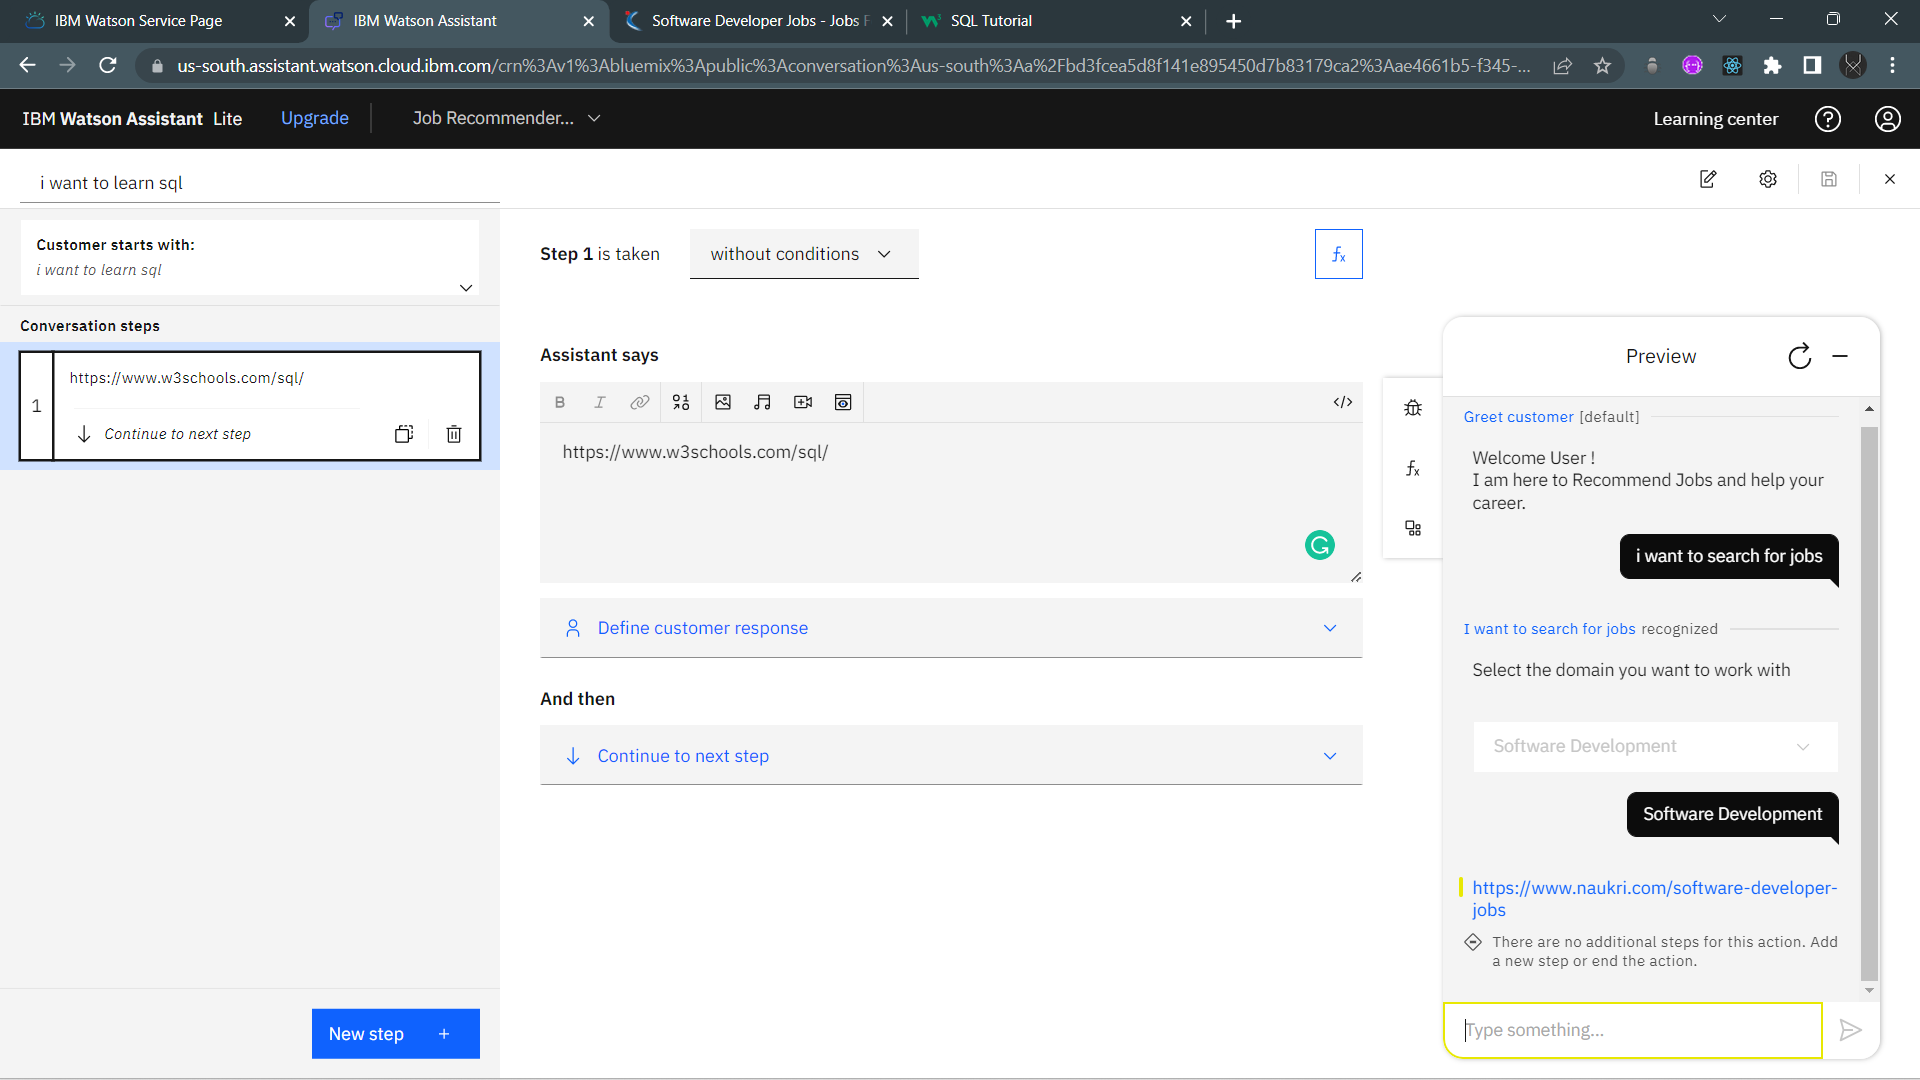 IBM Watson Service Page
IBM Watson Assistant
Software Developer Jobs - Jobs F
SQL Tutorial
us-south.assistant.watson.cloud.ibm.com/crn%3Av1%3Abluemix%3Apublic%3Aconversation%3Aus-south%3Aa%2Fbd3fcea5d8f141e895450d7b83179ca2%3Aae4661b5-f345-...
IBM Watson Assistant Lite
Upgrade
Job Recommender...
Learning center
i want to learn sql
Customer starts with:
i want to learn sql
Conversation steps
1
https://www.w3schools.com/sql/
Continue to next step
New step +
Step 1 is taken
without conditions
fx
Assistant says
B I
</>
https://www.w3schools.com/sql/
Define customer response
And then
Continue to next step
fx
Preview
Greet customer [default]
Welcome User !
I am here to Recommend Jobs and help your
career.
i want to search for jobs
I want to search for jobs recognized
Select the domain you want to work with
Software Development
Software Development
https://www.naukri.com/software-developer-
jobs
There are no additional steps for this action. Add
a new step or end the action.
Type something...